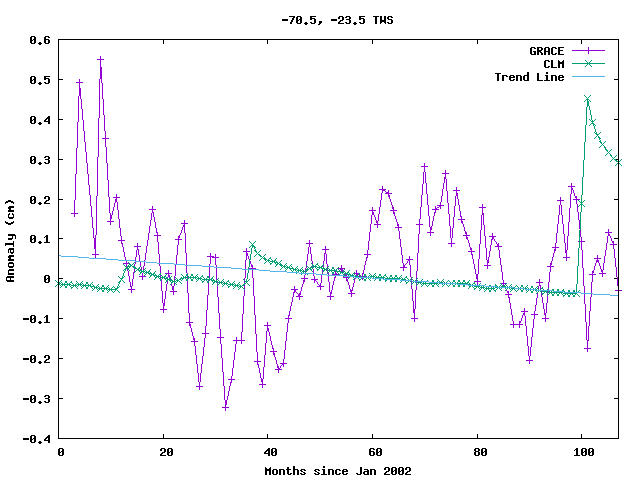 -70.5, -23.5 TWS
GRACE
CLM
Trend Line
0.6
0.5
0.4
0.3
0.2
0.1
0
-0.1
-0.2
-0.3
-0.4
Anomaly (cm)
0 20 40 60 80 100
Months since Jan 2002